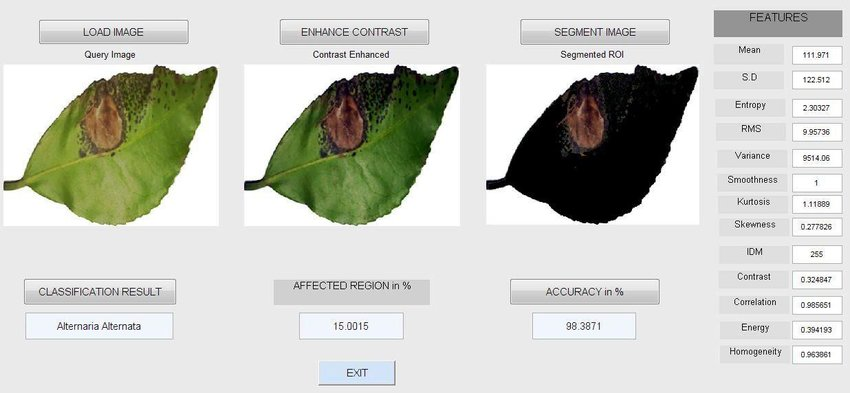 LOAD IMAGE
ENHANCE CONTRAST
SEGMENT IMAGE
Query Image
Contrast Enhanced
Segmented ROI
CLASSIFICATION RESULT
AFFECTED REGION in %
ACCURACY in %
Alternaria Alternata
15.0015
98.3871
EXIT
FEATURES
Mean 111.971
S.D 122.512
Entropy 2.30327
RMS 9.95736
Variance 9514.06
Smoothness 1
Kurtosis 1.11889
Skewness 0.277826
IDM 255
Contrast 0.324847
Correlation 0.985651
Energy 0.394193
Homogeneity 0.963861